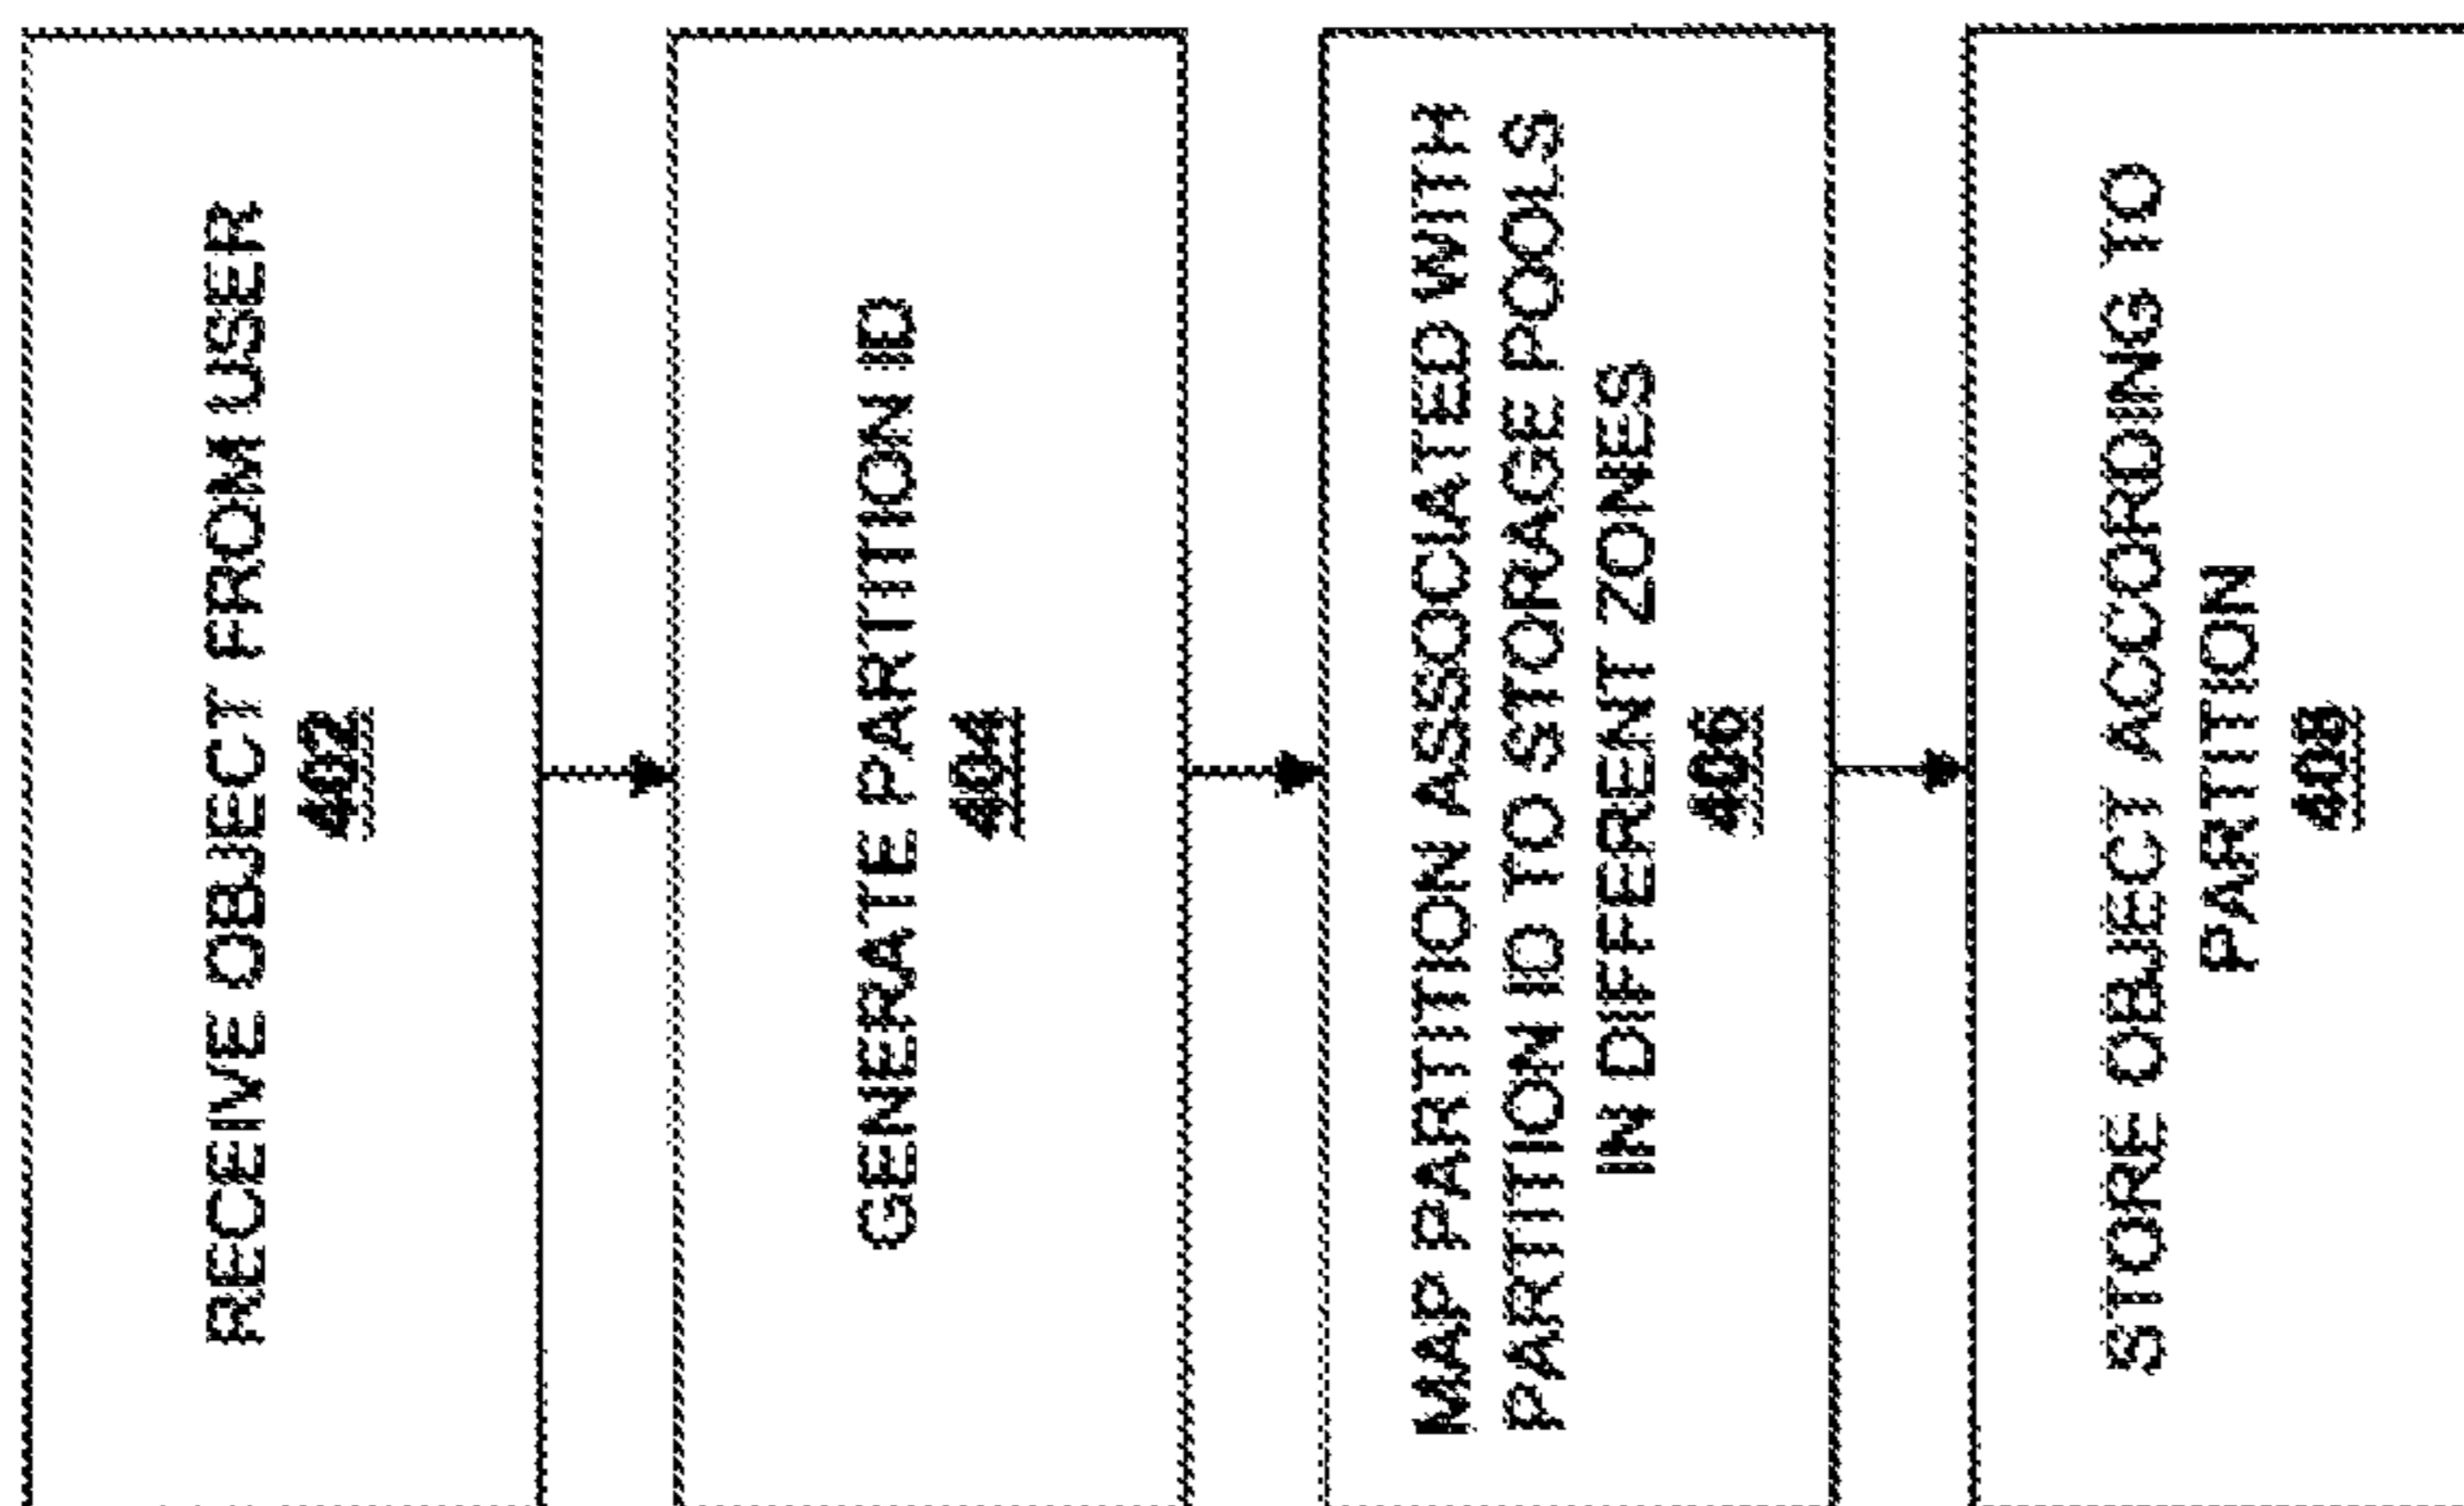 RECEIVE OBJECT FROM USER
402
GENERATE PARTITION ID
404
MAP PARTITION ASSOCIATED WITH
PARTITION ID TO STORAGE POOLS
IN DIFFERENT ZONES
406
STORE OBJECT ACCORDING TO
PARTITION
408